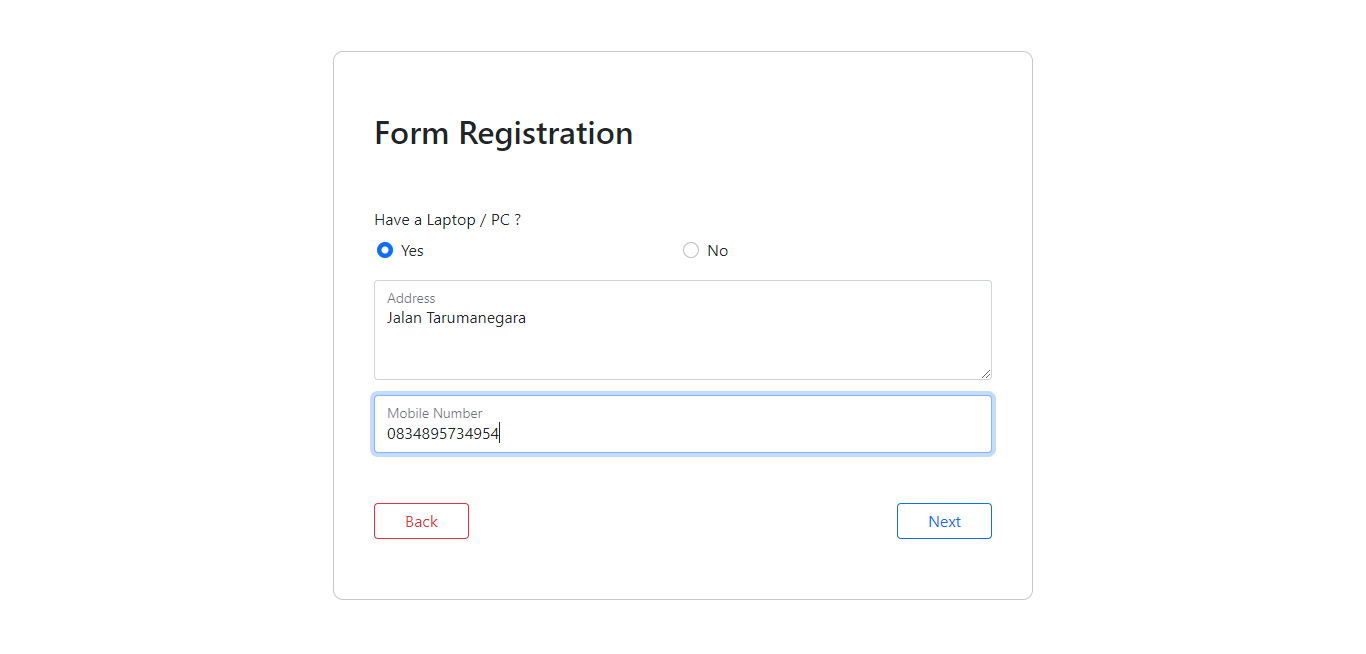 Form Registration
Have a Laptop / PC ?
Yes No
Address
Jalan Tarumanegara
Mobile Number
0834895734954
Back Next